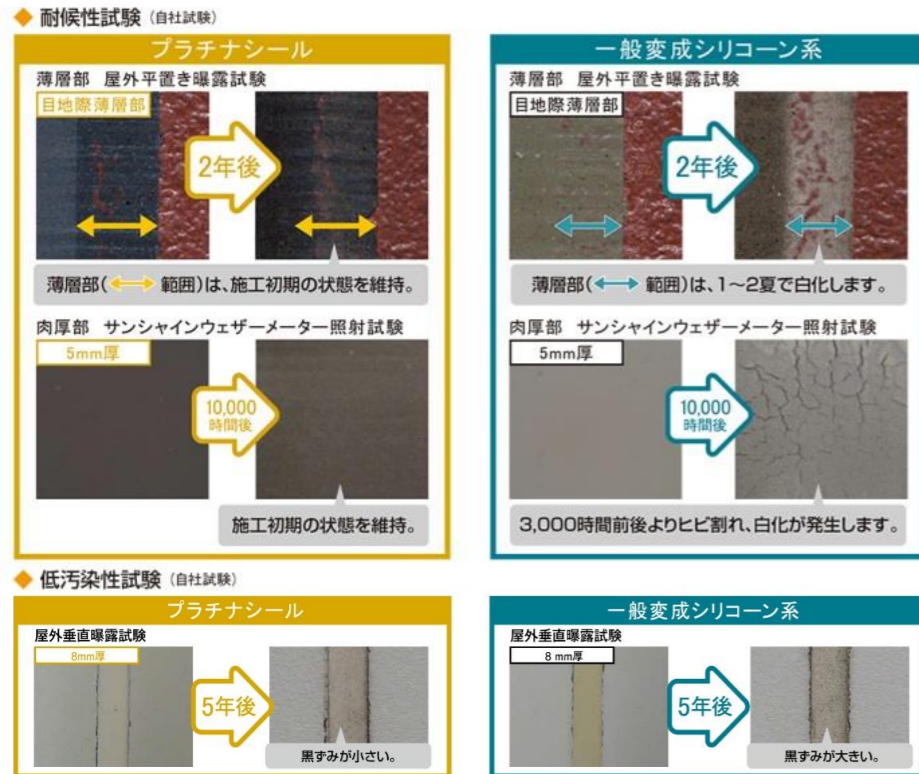 ◆ 耐候性試験（自社試験）
プラチナシール
薄層部 屋外平置き曝露試験
目地際薄層部
2年後
薄層部(⟷ 範囲)は、施工初期の状態を維持。
肉厚部 サンシャインウェザーメーター照射試験
5mm厚
10,000
時間後
施工初期の状態を維持。
一般変成シリコーン系
薄層部 屋外平置き曝露試験
目地際薄層部
2年後
薄層部(⟷ 範囲)は、1～2夏で白化します。
肉厚部 サンシャインウェザーメーター照射試験
5mm厚
10,000
時間後
3,000時間前後よりヒビ割れ、白化が発生します。
◆ 低汚染性試験（自社試験）
プラチナシール
屋外垂直曝露試験
8mm厚
5年後
黒ずみが小さい。
一般変成シリコーン系
屋外垂直曝露試験
8 mm厚
5年後
黒ずみが大きい。